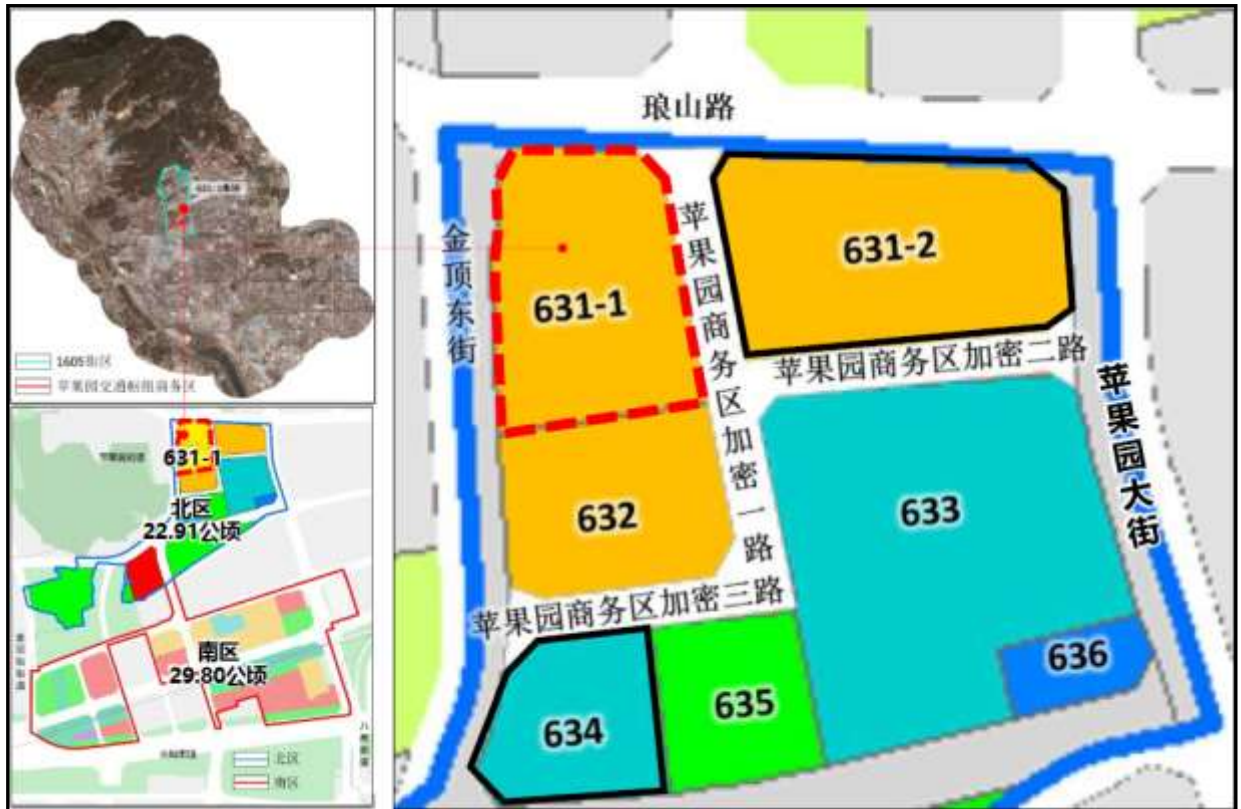 1605街区
苹果园交通枢纽商务区
631-1
北区
22.91公顷
南区
29.80公顷
北区
南区
琅山路
金顶东街
631-1
苹果园商务区加密一路
631-2
苹果园商务区加密二路
苹果园大街
632
633
苹果园商务区加密三路
634
635
636